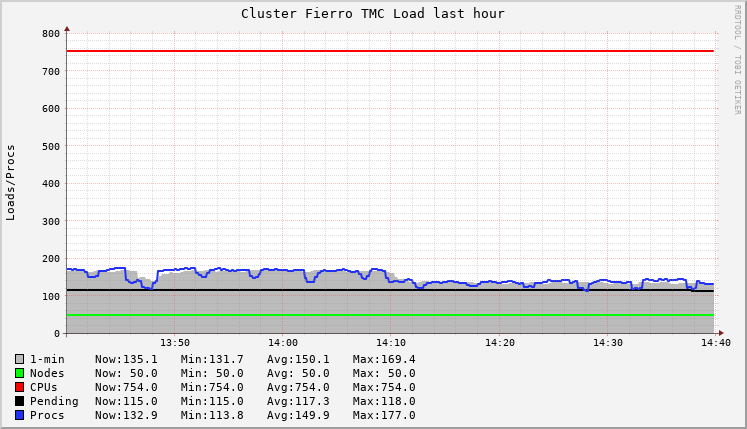 Cluster Fierro TMC Load last hour
RRDTOOL / TOBI OETIKER
Loads/Procs
800
700
600
500
400
300
200
100
0
13:50 14:00 14:10 14:20 14:30 14:40
1-min Now:135.1 Min:131.7 Avg:150.1 Max:169.4
Nodes Now: 50.0 Min: 50.0 Avg: 50.0 Max: 50.0
CPUs Now:754.0 Min:754.0 Avg:754.0 Max:754.0
Pending Now:115.0 Min:115.0 Avg:117.3 Max:118.0
Procs Now:132.9 Min:113.8 Avg:149.9 Max:177.0